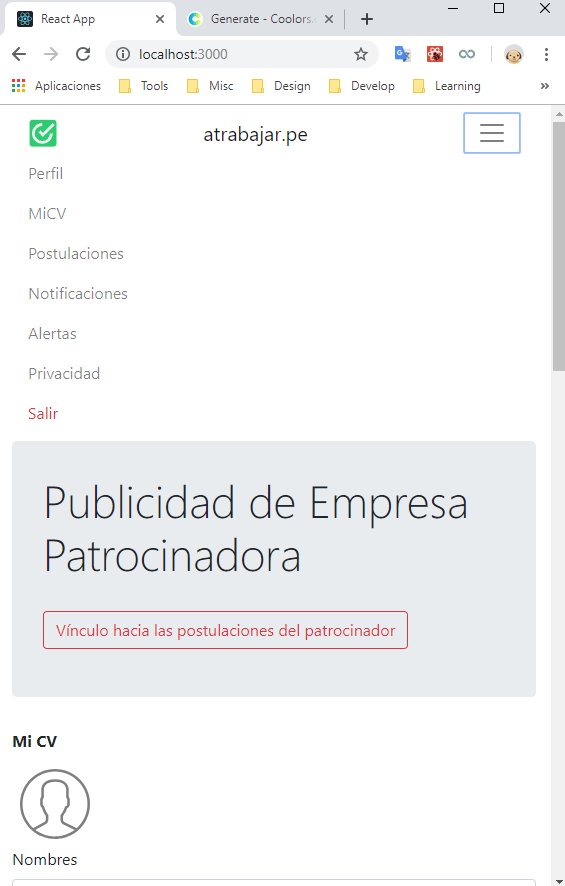 React App
Generate - Coolors.
localhost:3000
Aplicaciones Tools Misc Design Develop Learning »
atrabajar.pe
Perfil
MiCV
Postulaciones
Notificaciones
Alertas
Privacidad
Salir
Publicidad de Empresa
Patrocinadora
Vínculo hacia las postulaciones del patrocinador
Mi CV
Nombres